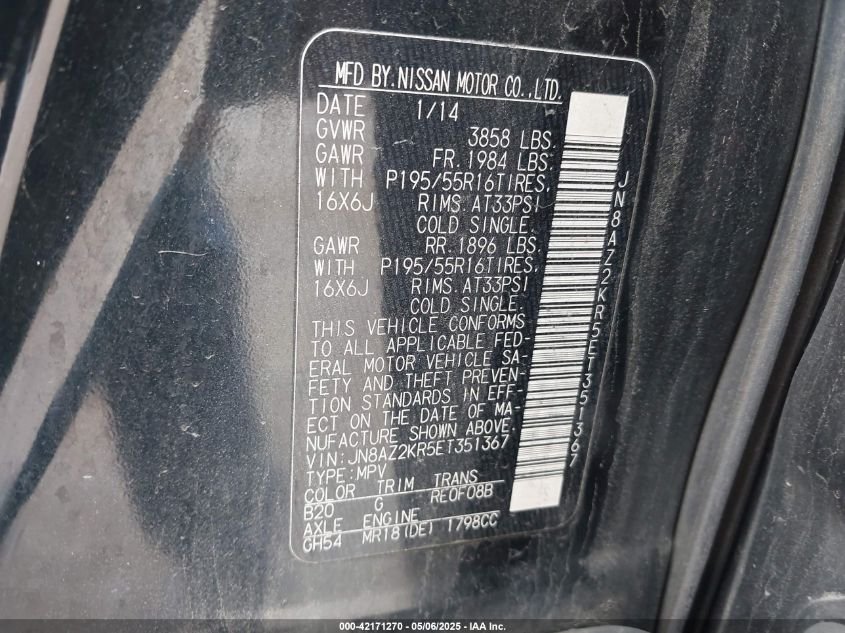 MFD BY.NISSAN MOTOR CO.,LTD.
DATE 1/14
GVWR 3858 LBS.
GAWR FR.1984 LBS.
WITH P195/55R16TIRES,
16X6J RIMS.AT33PSI
COLD SINGLE.
GAWR RR.1896 LBS.
WITH P195/55R16TIRES,
16X6J RIMS.AT33PSI
COLD SINGLE.
THIS VEHICLE CONFORMS
TO ALL APPLICABLE FED-
ERAL MOTOR VEHICLE SA-
FETY AND THEFT PREVEN-
TION STANDARDS IN EFF-
ECT ON THE DATE OF MA-
NUFACTURE SHOWN ABOVE.
VIN:JN8AZ2KR5ET351367
TYPE:MPV
COLOR TRIM TRANS
B20 G RE0F08B
AXLE ENGINE
GH54 MR18(DE) 1798CC
JN8AZ2KR5ET351367
000-42171270 - 05/06/2025 - IAA Inc.